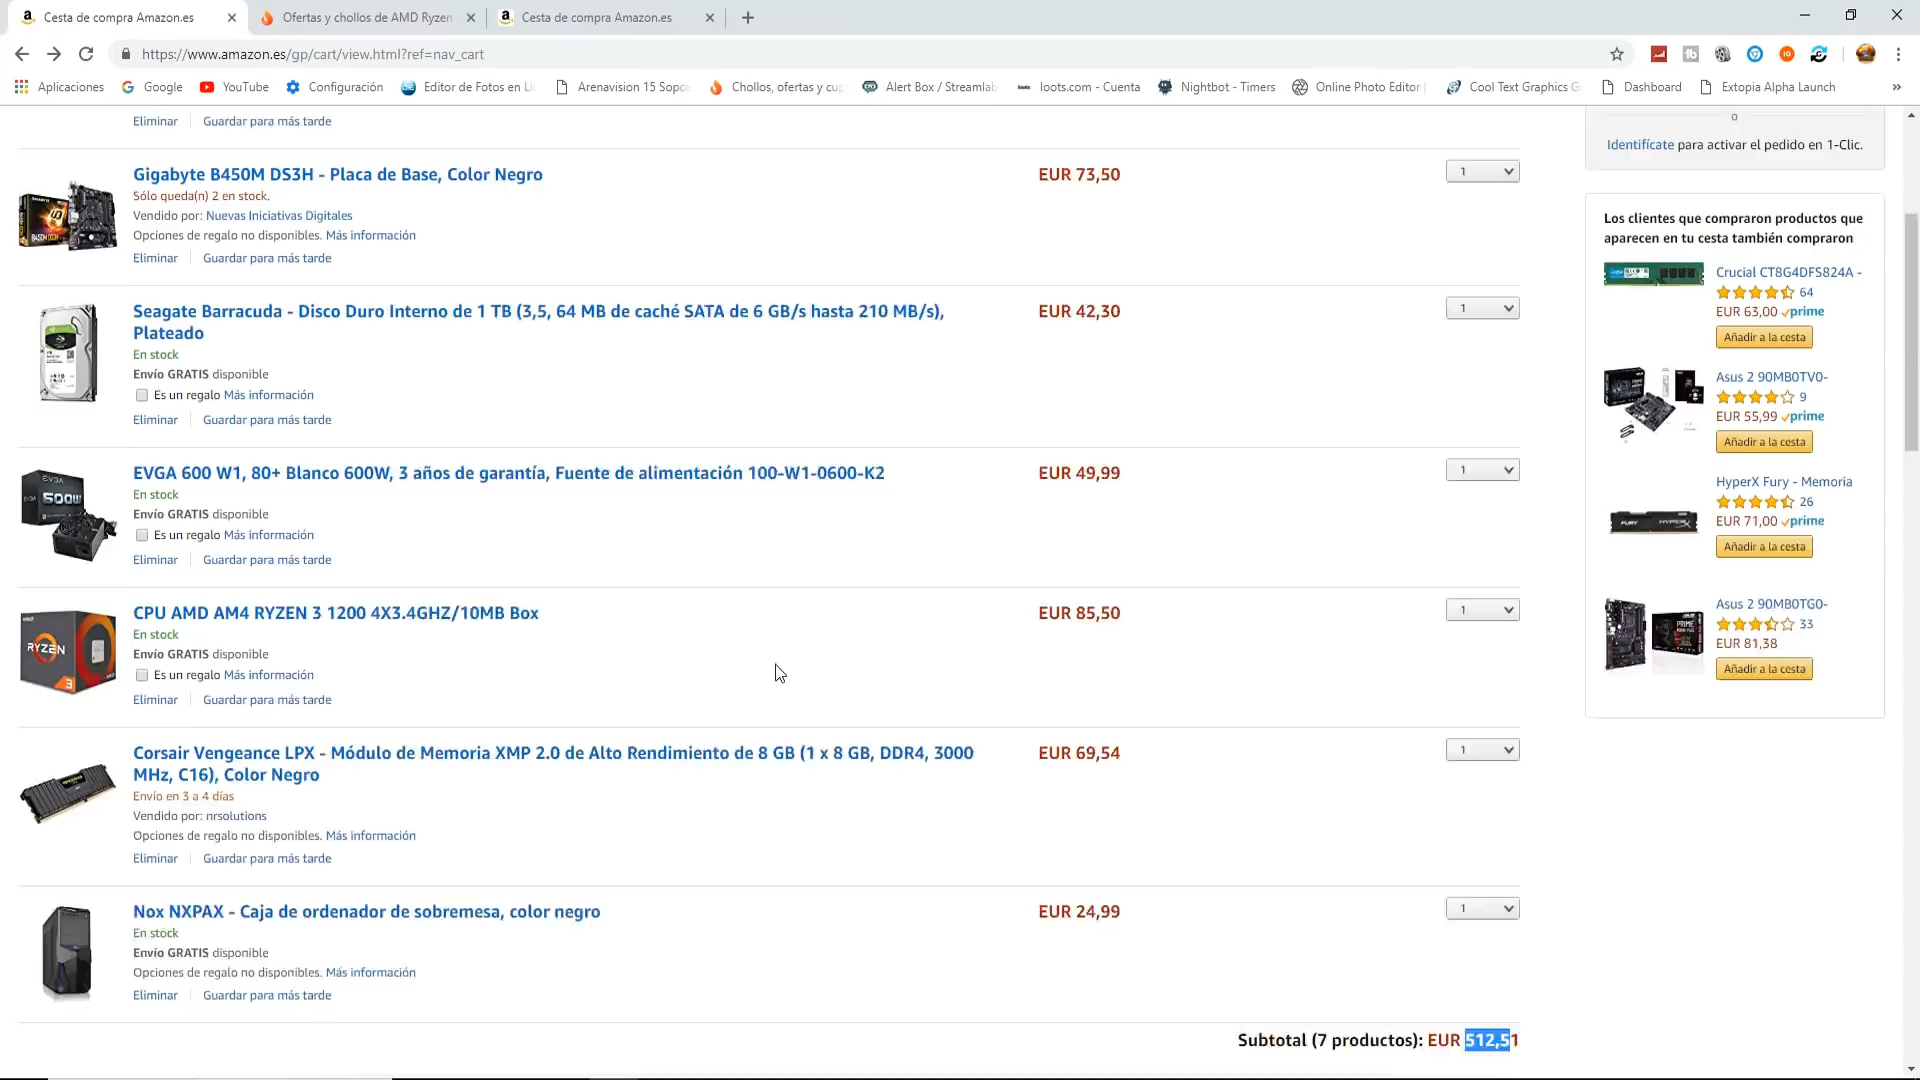 Cesta de compra Amazon.es
Ofertas y chollos de AMD Ryzen
Cesta de compra Amazon.es
https://www.amazon.es/gp/cart/view.html?ref=nav_cart
Aplicaciones
Google
YouTube
Configuración
Editor de Fotos en Lí
Arenavision 15 Sopca
Chollos, ofertas y cup
Alert Box / Streamlab
loots.com - Cuenta
Nightbot - Timers
Online Photo Editor
Cool Text Graphics G
Dashboard
Extopia Alpha Launch
»
Eliminar Guardar para más tarde
Gigabyte B450M DS3H - Placa de Base, Color Negro
EUR 73,50
1
Sólo queda(n) 2 en stock.
Vendido por: Nuevas Iniciativas Digitales
Opciones de regalo no disponibles. Más información
Eliminar Guardar para más tarde
Seagate Barracuda - Disco Duro Interno de 1 TB (3,5, 64 MB de caché SATA de 6 GB/s hasta 210 MB/s),
Plateado
EUR 42,30
1
En stock
Envío GRATIS disponible
Es un regalo Más información
Eliminar Guardar para más tarde
EVGA
600W
EVGA 600 W1, 80+ Blanco 600W, 3 años de garantía, Fuente de alimentación 100-W1-0600-K2
EUR 49,99
1
En stock
Envío GRATIS disponible
Es un regalo Más información
Eliminar Guardar para más tarde
RYZEN
3
CPU AMD AM4 RYZEN 3 1200 4X3.4GHZ/10MB Box
EUR 85,50
1
En stock
Envío GRATIS disponible
Es un regalo Más información
Eliminar Guardar para más tarde
Corsair Vengeance LPX - Módulo de Memoria XMP 2.0 de Alto Rendimiento de 8 GB (1 x 8 GB, DDR4, 3000
MHz, C16), Color Negro
EUR 69,54
1
Envío en 3 a 4 días
Vendido por: nrsolutions
Opciones de regalo no disponibles. Más información
Eliminar Guardar para más tarde
Nox NXPAX - Caja de ordenador de sobremesa, color negro
EUR 24,99
1
En stock
Envío GRATIS disponible
Opciones de regalo no disponibles. Más información
Eliminar Guardar para más tarde
Subtotal (7 productos): EUR 512,51
o
Identifícate para activar el pedido en 1-Clic.
Los clientes que compraron productos que
aparecen en tu cesta también compraron
Crucial CT8G4DFS824A -
64
EUR 63,00 prime
Añadir a la cesta
Asus 2 90MB0TV0-
9
EUR 55,99 prime
Añadir a la cesta
HyperX Fury - Memoria
26
EUR 71,00 prime
Añadir a la cesta
Asus 2 90MB0TG0-
33
EUR 81,38
Añadir a la cesta